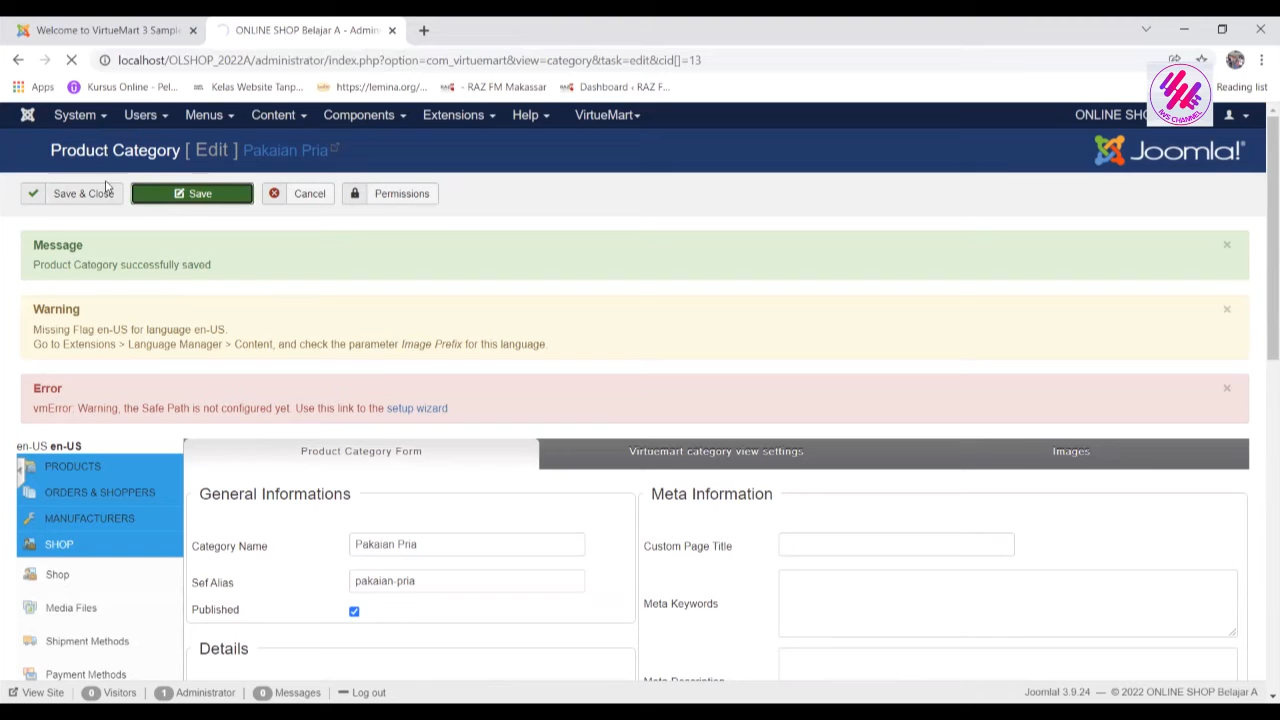 Welcome to VirtueMart 3 Sampl
ONLINE SHOP Belajar A - Admin
localhost/OLSHOP_2022A/administrator/index.php?option=com_virtuemart&view=category&task=edit&cid[]=13
Apps
Kursus Online - Pel...
Kelas Website Tanp...
https://lemina.org/...
- RAZ FM Makassar
Dashboard ‹ RAZ F...
Reading list
IWS CHANNEL
System
Users
Menus
Content
Components
Extensions
Help
VirtueMart
ONLINE SH
Product Category [ Edit ] Pakaian Pria
Joomla!®
Save & Close
Save
Cancel
Permissions
Message
Product Category successfully saved
Warning
Missing Flag en-US for language en-US.
Go to Extensions > Language Manager > Content, and check the parameter Image Prefix for this language.
Error
vmError: Warning, the Safe Path is not configured yet. Use this link to the setup wizard
en-US en-US
Product Category Form
Virtuemart category view settings
Images
PRODUCTS
ORDERS & SHOPPERS
MANUFACTURERS
SHOP
Shop
Media Files
Shipment Methods
Payment Methods
General Informations
Category Name
Pakaian Pria
Sef Alias
pakaian-pria
Published
Details
Meta Information
Custom Page Title
Meta Keywords
Meta Description
View Site
0 Visitors
1 Administrator
0 Messages
Log out
Joomla! 3.9.24 — © 2022 ONLINE SHOP Belajar A